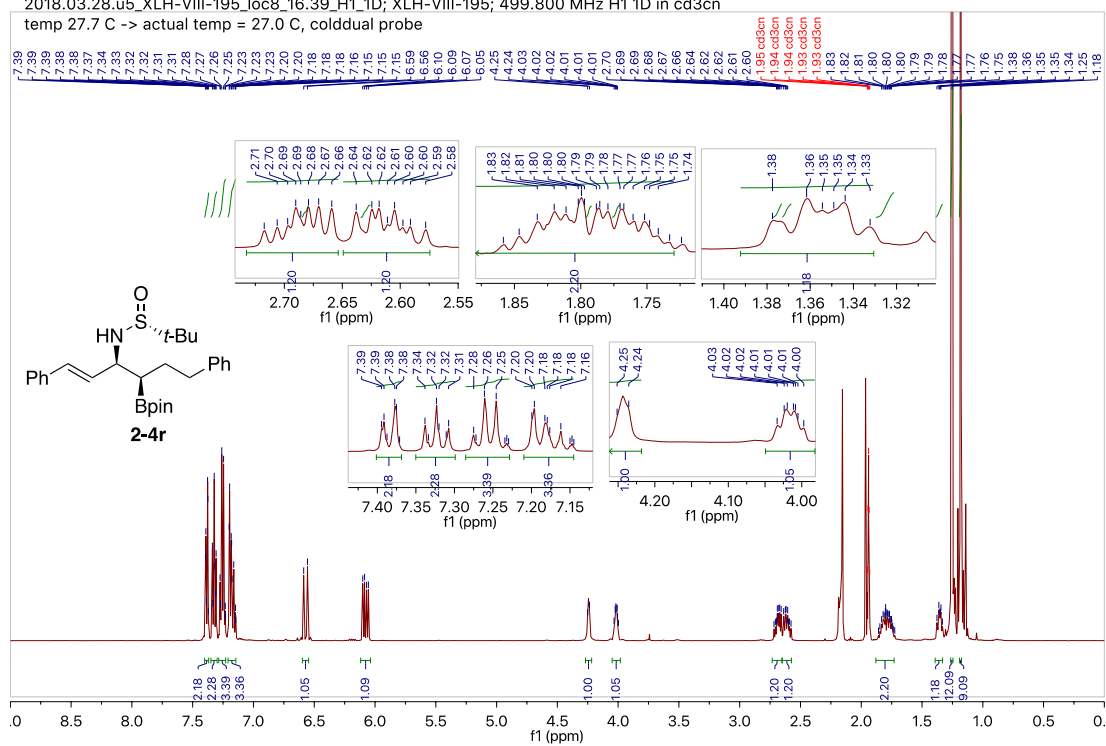 2018.03.28.u5_XLH-VIII-195_loc8_16.39_H1_1D; XLH-VIII-195; 499.800 MHz H1 1D in cd3cn
temp 27.7 C -> actual temp = 27.0 C, colddual probe
7.39 7.39 7.39 7.38 7.38 7.37 7.34 7.33 7.32 7.32 7.31 7.31 7.28 7.27 7.26 7.25 7.23 7.23 7.20 7.20 7.18 7.18 7.18 7.16 7.15 7.15 6.59 6.56 6.10 6.09 6.07 6.05 4.25 4.24 4.03 4.02 4.02 4.01 4.01 4.01 2.70 2.69 2.69 2.68 2.67 2.66 2.64 2.62 2.62 2.61 2.60 1.95 cd3cn 1.94 cd3cn 1.94 cd3cn 1.93 cd3cn 1.93 cd3cn 1.83 1.82 1.81 1.80 1.80 1.80 1.79 1.79 1.78 1.77 1.77 1.76 1.75 1.38 1.36 1.35 1.35 1.34 1.25 1.18
2.71 2.70 2.69 2.69 2.68 2.67 2.66 2.64 2.62 2.62 2.61 2.60 2.60 2.59 2.58
1.20 1.20
2.70 2.65 2.60 2.55
f1 (ppm)
1.83 1.82 1.81 1.80 1.80 1.80 1.79 1.79 1.78 1.77 1.77 1.76 1.75 1.75 1.74
2.20
1.85 1.80 1.75
f1 (ppm)
1.38 1.36 1.35 1.35 1.34 1.33
1.18
1.40 1.38 1.36 1.34 1.32
f1 (ppm)
O
S
HN
t-Bu
Ph
Ph
Bpin
2-4r
7.39 7.39 7.38 7.38 7.34 7.32 7.32 7.31 7.28 7.26 7.25 7.20 7.20 7.18 7.18 7.18 7.16
2.18 2.28 3.39 3.36
7.40 7.35 7.30 7.25 7.20 7.15
f1 (ppm)
4.25 4.24 4.03 4.02 4.02 4.01 4.01 4.01 4.00
1.00 1.05
4.20 4.10 4.00
f1 (ppm)
2.18 2.28 3.39 3.36 1.05 1.09 1.00 1.05 1.20 1.20 2.20 1.18 12.09 9.09
.0 8.5 8.0 7.5 7.0 6.5 6.0 5.5 5.0 4.5 4.0 3.5 3.0 2.5 2.0 1.5 1.0 0.5 0.
f1 (ppm)